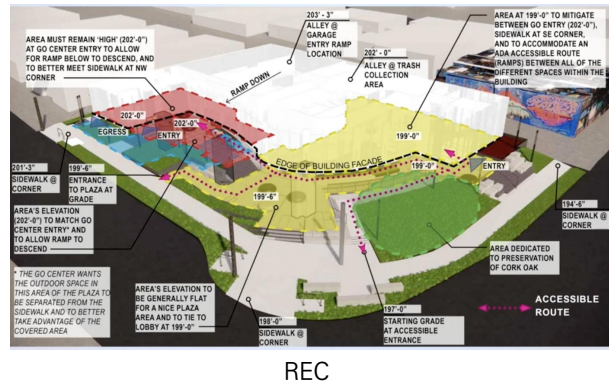 203' - 3"
ALLEY @
GARAGE
ENTRY RAMP
LOCATION
AREA AT 199'-0" TO MITIGATE
BETWEEN GO ENTRY (202'-0"),
SIDEWALK AT SE CORNER,
AND TO ACCOMMODATE AN
ADA ACCESSIBLE ROUTE
(RAMPS) BETWEEN ALL OF THE
DIFFERENT SPACES WITHIN THE
BUILDING
AREA MUST REMAIN 'HIGH' (202'-0")
AT GO CENTER ENTRY TO ALLOW
FOR RAMP BELOW TO DESCEND, AND
TO BETTER MEET SIDEWALK AT NW
CORNER
202' - 0"
ALLEY @ TRASH
COLLECTION
AREA
RAMP DOWN
202'-0"
202'-0"
EGRESS
ENTRY
199'-0"
EDGE OF BUILDING FACADE
199'-0"
ENTRY
201'-3"
SIDEWALK @
CORNER
199'-6"
ENTRANCE
TO PLAZA AT
GRADE
199'-6"
194'-6"
SIDEWALK @
CORNER
AREA'S ELEVATION
(202'-0") TO MATCH GO
CENTER ENTRY* AND
TO ALLOW RAMP TO
DESCEND
AREA DEDICATED
TO PRESERVATION
OF CORK OAK
* THE GO CENTER WANTS
THE OUTDOOR SPACE IN
THIS AREA OF THE PLAZA TO
BE SEPARATED FROM THE
SIDEWALK AND TO BETTER
TAKE ADVANTAGE OF THE
COVERED AREA
AREA'S ELEVATION TO
BE GENERALLY FLAT
FOR A NICE PLAZA
AREA AND TO TIE TO
LOBBY AT 199'-0"
198'-0"
SIDEWALK @
CORNER
197'-0"
STARTING GRADE
AT ACCESSIBLE
ENTRANCE
ACCESSIBLE
ROUTE
REC